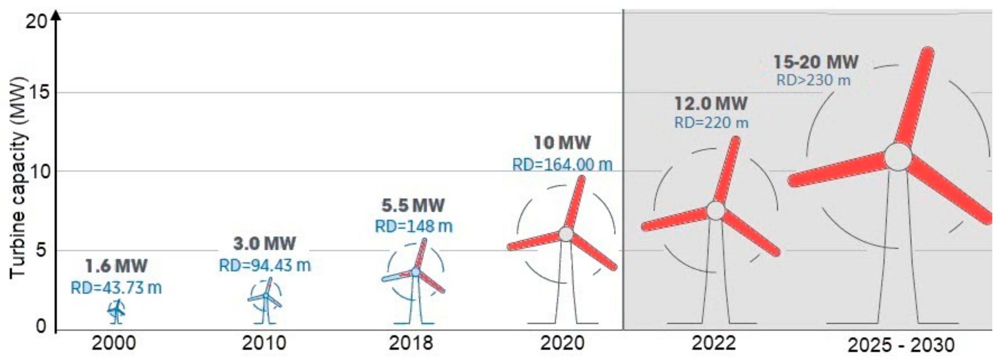 20
15
10
5
0
Turbine capacity (MW)
1.6 MW
RD=43.73 m
3.0 MW
RD=94.43 m
5.5 MW
RD=148 m
10 MW
RD=164.00 m
12.0 MW
RD=220 m
15-20 MW
RD>230 m
2000
2010
2018
2020
2022
2025 - 2030